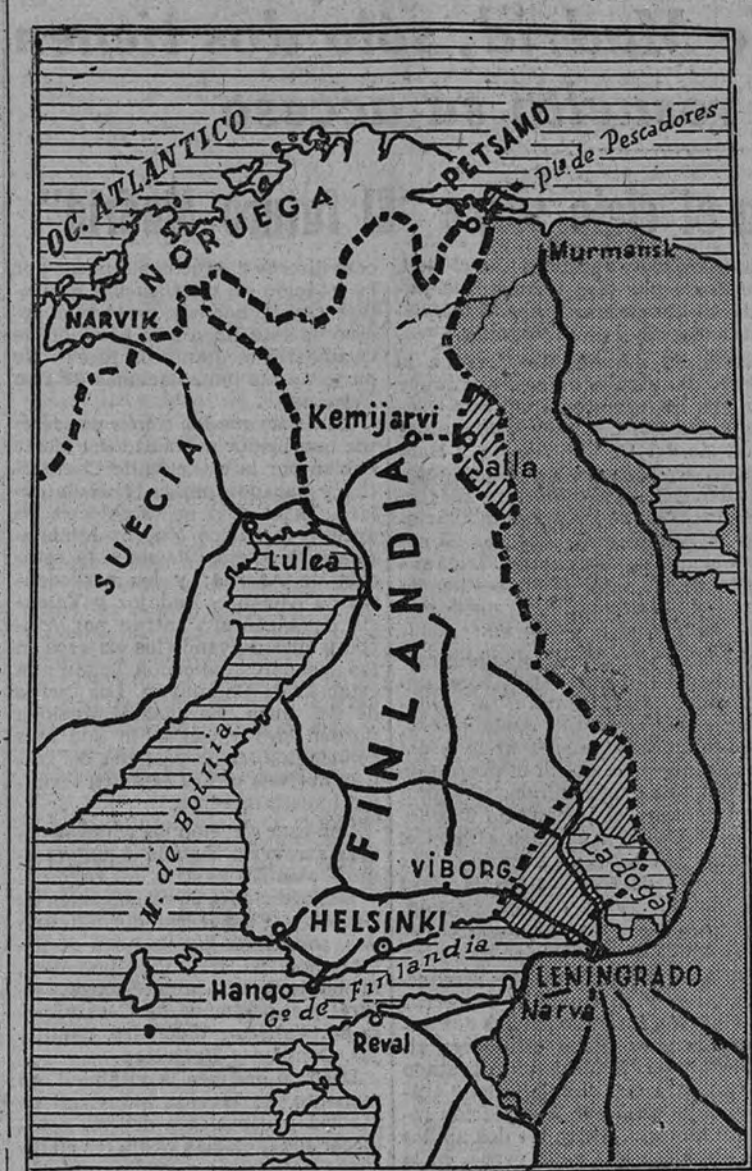 OC. ATLANTICO
NORUEGA
PETSAMO
Pla de Pescadores
Murmansk
NARVIK
Kemijarvi
Salla
SUECIA
Lulea
FINLANDIA
M. de Botnia
VIBORG
Ladoga
HELSINKI
Hango
Gº de Finlandia
LENINGRADO
Narva
Reval